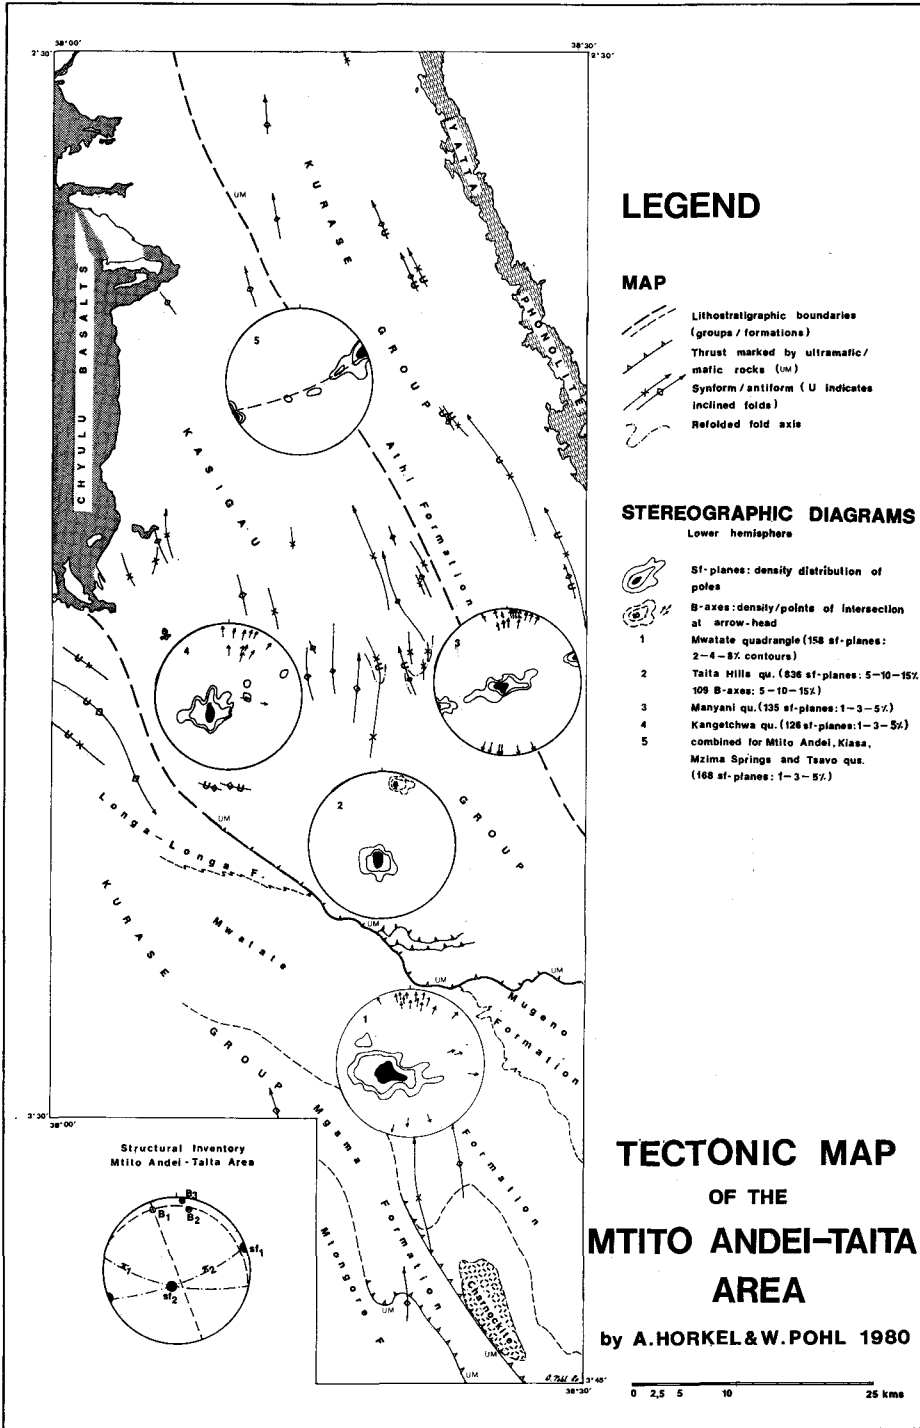 38°00'
38°30'
2°30'
2°30'
YATTA PHONOLITE
KURASE GROUP
UM
CHYULU BASALTS
5
KASIGAU GROUP
Athi Formation
4
3
2
UM
Longa-Longa F.
KURASE GROUP
Mwatate Formation
UM
UM
UM
Mugeno Formation
1
3°30'
38°00'
Mgama Formation
Mtongore F
UM
Charnockite
UM
3°45'
38°30'
Structural Inventory
Mtito Andei-Taita Area
B3
B1
B2
sf1
π1
π2
sf2
LEGEND
MAP
Lithostratigraphic boundaries
(groups/formations)
Thrust marked by ultramafic/
mafic rocks (UM)
Synform/antiform (U indicates
inclined folds)
Refolded fold axis
STEREOGRAPHIC DIAGRAMS
Lower hemisphere
Sf-planes: density distribution of
poles
B-axes: density/points of intersection
at arrow-head
1 Mwatate quadrangle (158 sf-planes:
2-4-8% contours)
2 Taita Hills qu. (836 sf-planes: 5-10-15%
109 B-axes: 5-10-15%)
3 Manyani qu. (135 sf-planes: 1-3-5%)
4 Kangetchwa qu. (126 sf-planes: 1-3-5%)
5 combined for Mtito Andei, Kiasa,
Mzima Springs and Tsavo qus.
(168 sf-planes: 1-3-5%)
TECTONIC MAP
OF THE
MTITO ANDEI-TAITA
AREA
by A. HORKEL & W. POHL 1980
0 2,5 5 10 25 kms